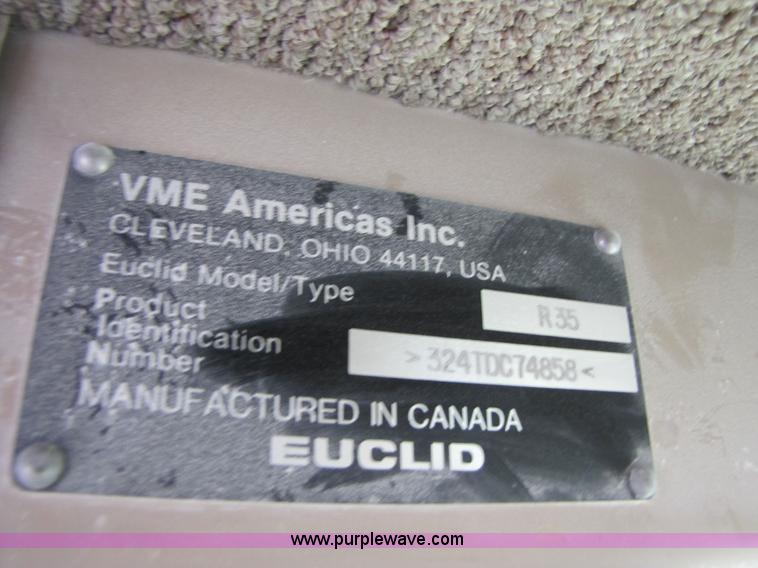 VME Americas Inc.
CLEVELAND, OHIO 44117, USA
Euclid Model/Type
R35
Product
Identification
Number
>324TDC74858<
MANUFACTURED IN CANADA
EUCLID
www.purplewave.com